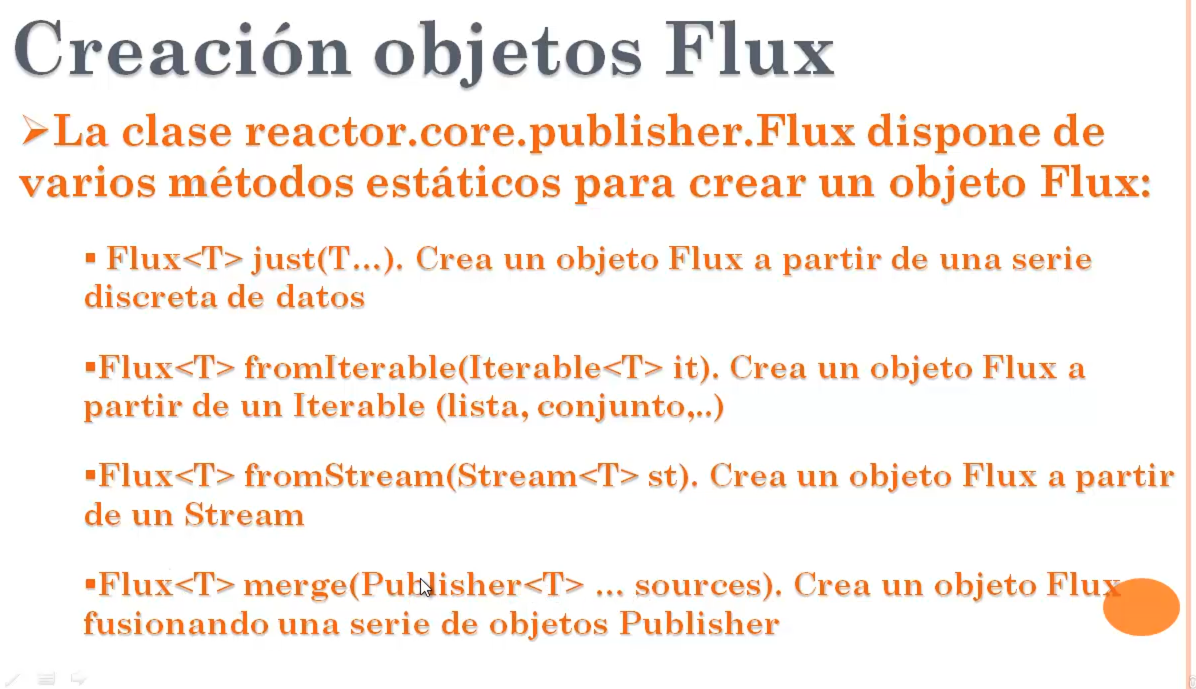 Creación objetos Flux
➢La clase reactor.core.publisher.Flux dispone de
varios métodos estáticos para crear un objeto Flux:
▪ Flux<T> just(T...). Crea un objeto Flux a partir de una serie
discreta de datos
▪Flux<T> fromIterable(Iterable<T> it). Crea un objeto Flux a
partir de un Iterable (lista, conjunto,..)
▪Flux<T> fromStream(Stream<T> st). Crea un objeto Flux a partir
de un Stream
▪Flux<T> merge(Publisher<T> ... sources). Crea un objeto Flux
fusionando una serie de objetos Publisher